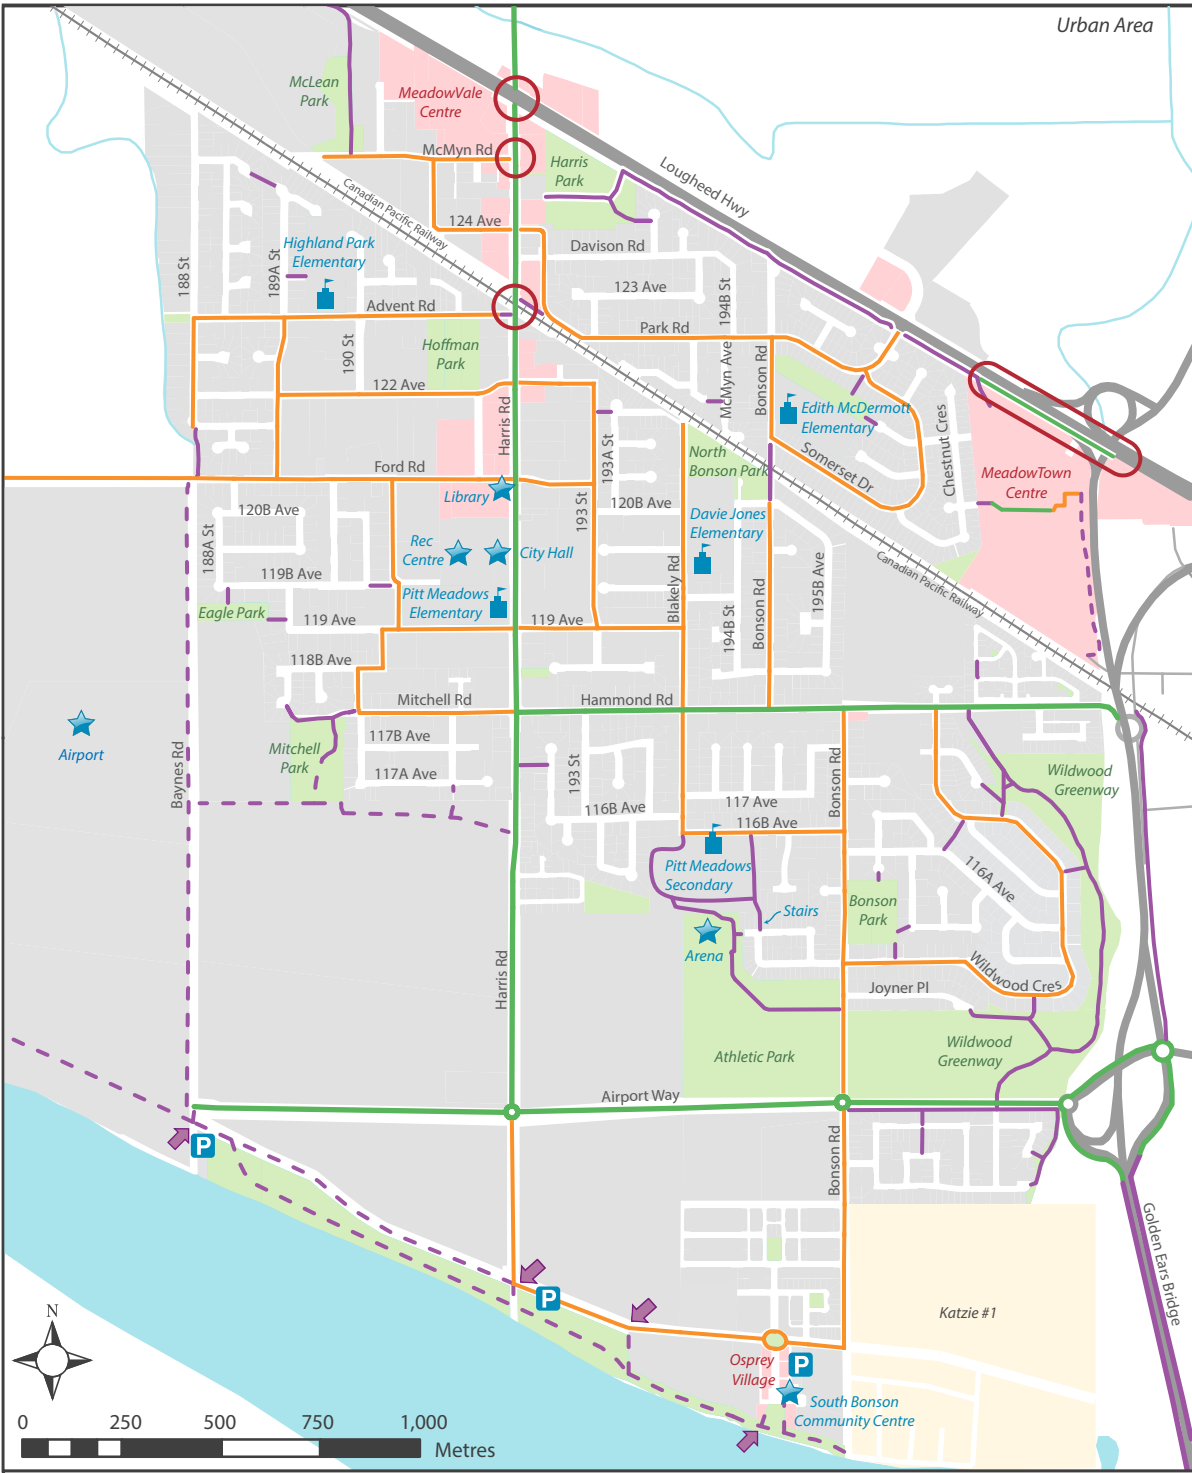 Urban Area
McLean
Park
MeadowVale
Centre
McMyn Rd
Harris
Park
Lougheed Hwy
Canadian Pacific Railway
124 Ave
Davison Rd
Highland Park
Elementary
188 St
189A St
123 Ave
194B St
Advent Rd
Park Rd
190 St
Hoffman
Park
McMyn Ave
Bonson Rd
122 Ave
Harris Rd
Edith McDermott
Elementary
Chestnut Cres
193A St
North
Bonson Park
Somerset Dr
Ford Rd
MeadowTown
Centre
Library
193 St
120B Ave
120B Ave
Davie Jones
Elementary
188A St
Rec
Centre
City Hall
Canadian Pacific Railway
119B Ave
Blakely Rd
195B Ave
Pitt Meadows
Elementary
Eagle Park
119 Ave
119 Ave
194B St
Bonson Rd
118B Ave
Mitchell Rd
Hammond Rd
Airport
117B Ave
Mitchell
Park
Baynes Rd
117A Ave
193 St
Bonson Rd
Wildwood
Greenway
116B Ave
117 Ave
116B Ave
Pitt Meadows
Secondary
116A Ave
Stairs
Bonson
Park
Arena
Harris Rd
Wildwood Cres
Joyner Pl
Athletic Park
Wildwood
Greenway
Airport Way
P
Bonson Rd
Golden Ears Bridge
P
Katzie #1
N
Osprey
Village
P
South Bonson
Community Centre
0 250 500 750 1,000
Metres